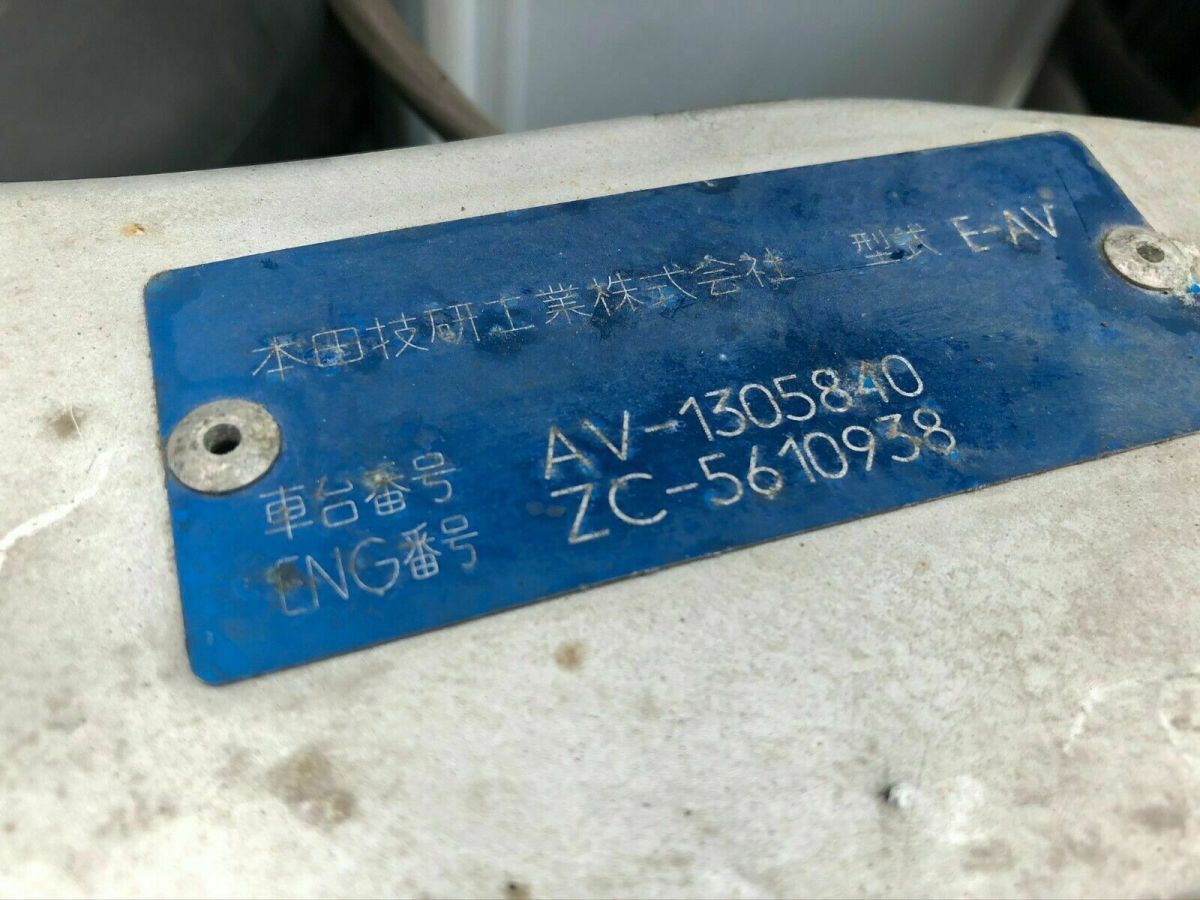 本田技研工業株式会社 型式 E-AV
車台番号 AV-1305840
ENG番号 ZC-5610938